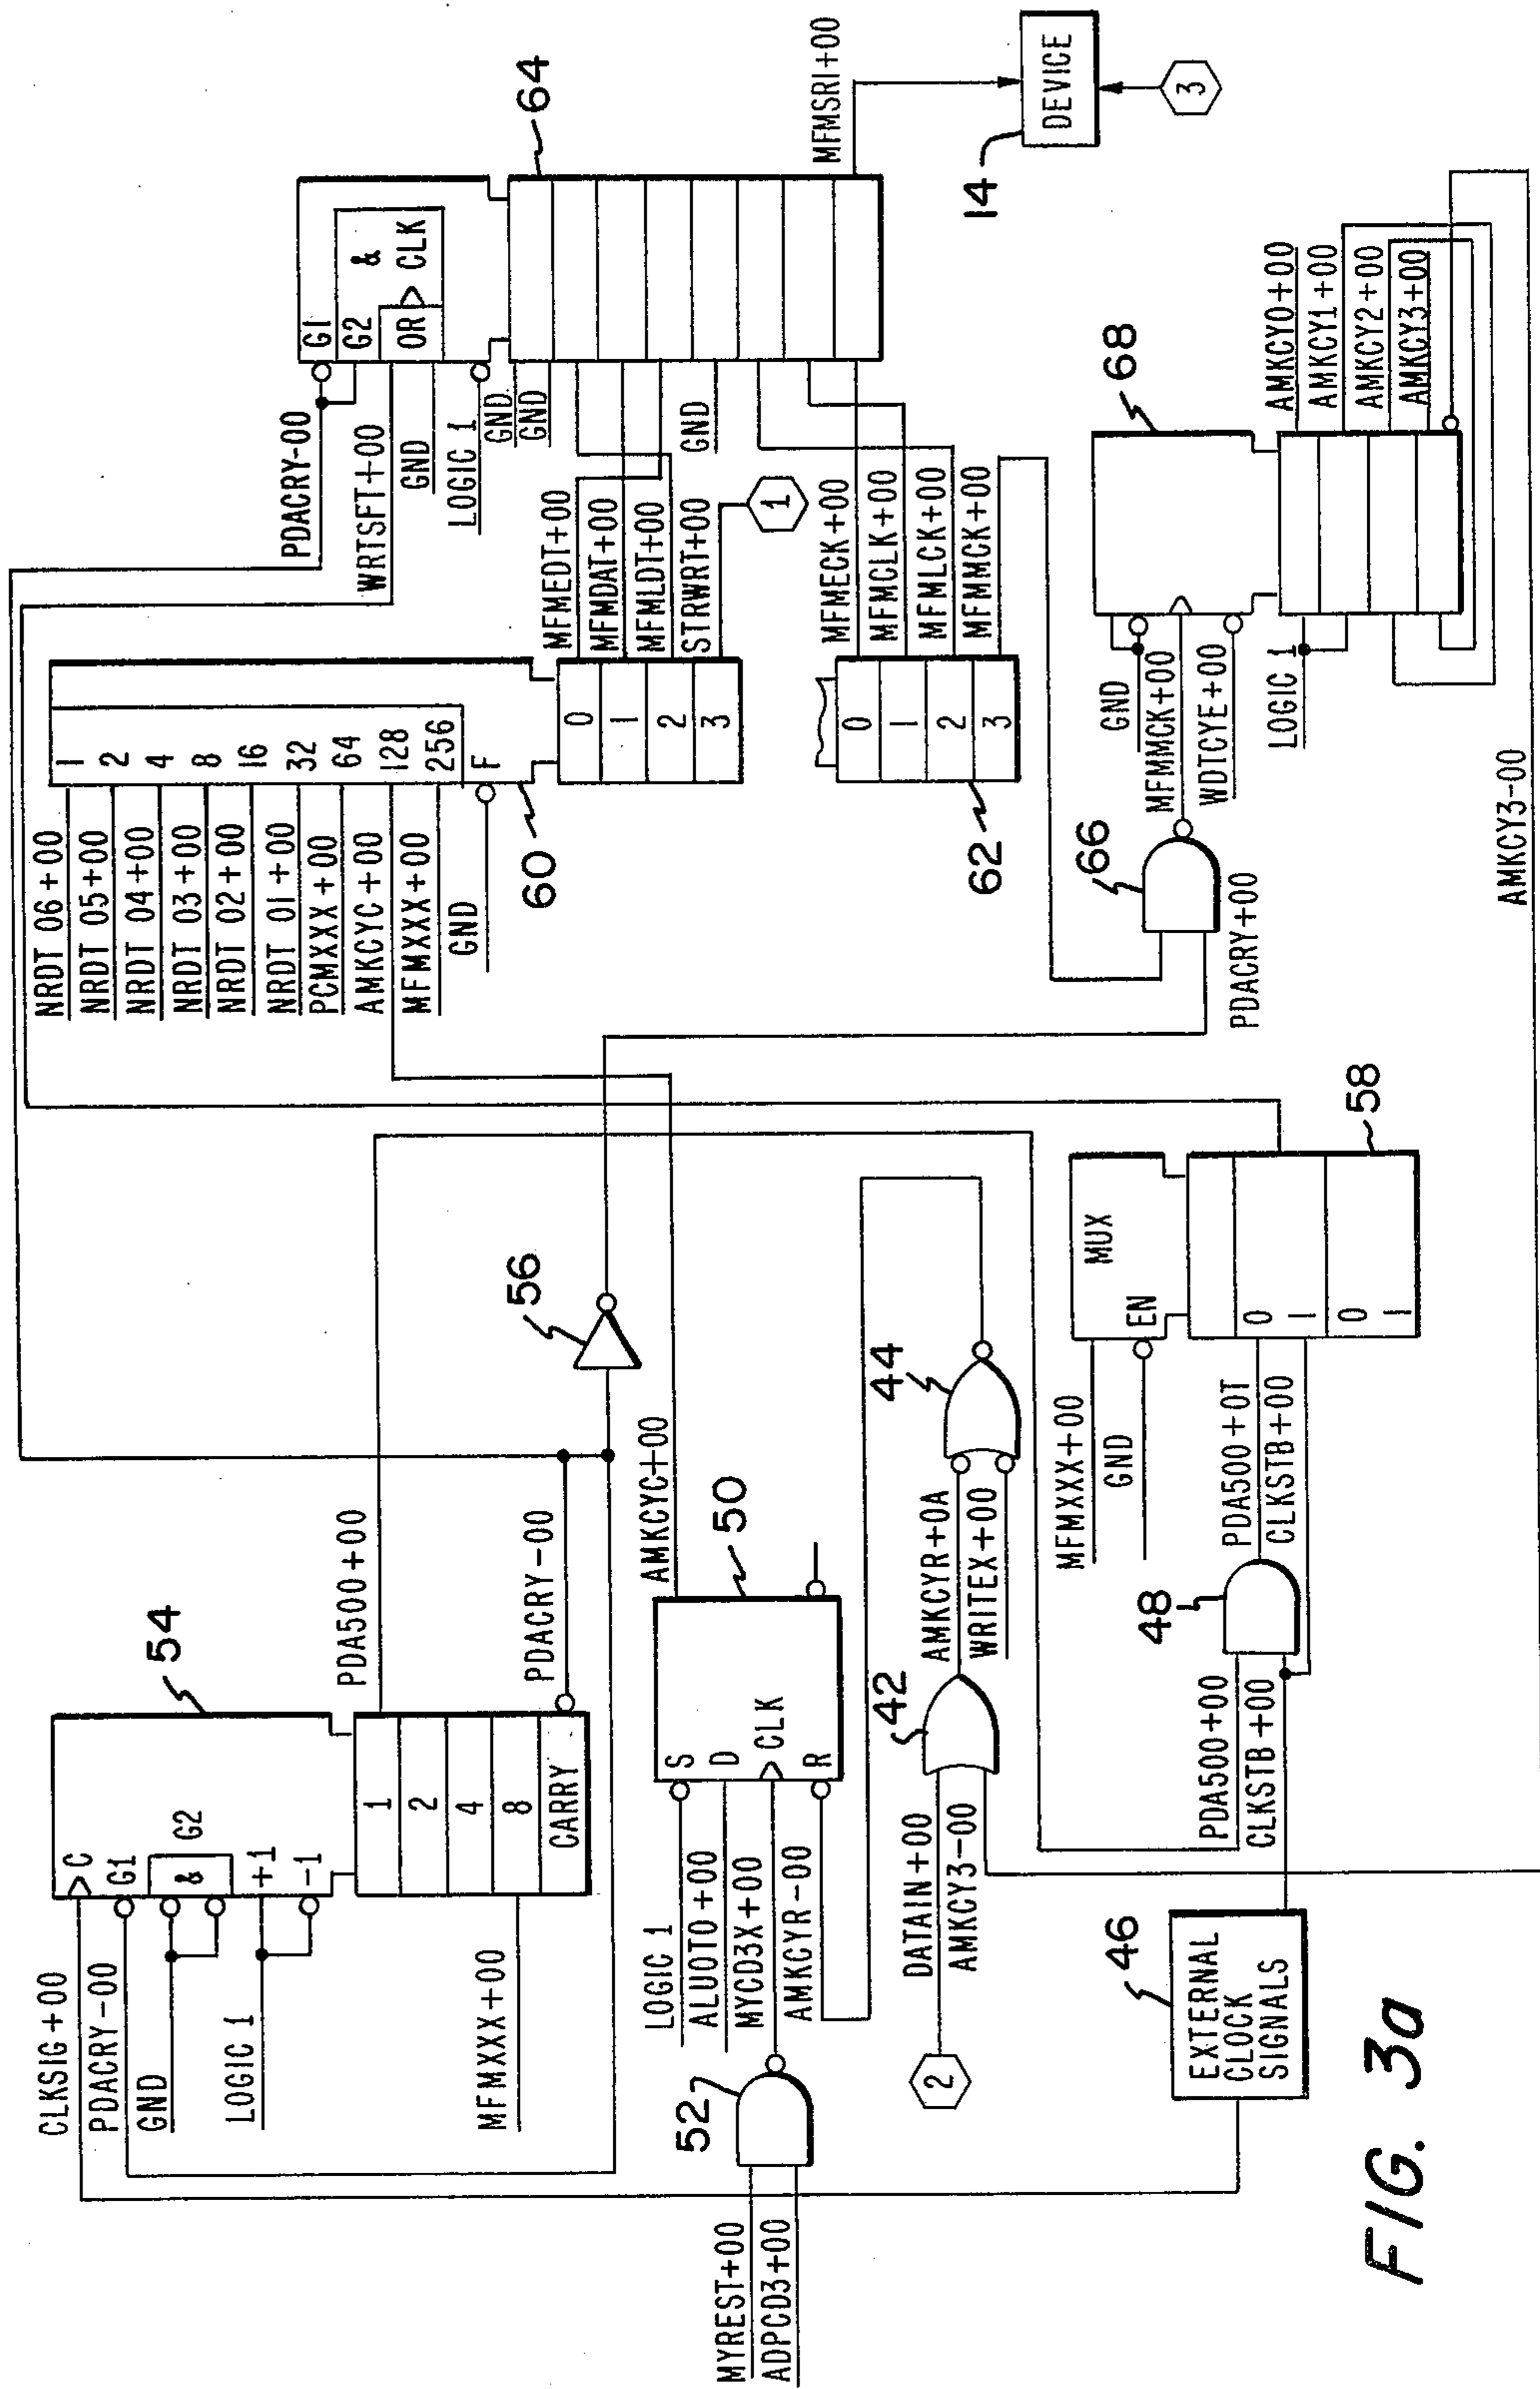 CLKSIG+00
PDACRY-00
GND
LOGIC 1
MFMXX+00
C
G1
&
G2
+1
-1
1
2
4
8
CARRY
54
PDA500+00
PDACRY-00
56
MYREST+00
ADPCD3+00
52
LOGIC 1
ALUOTO+00
MYCD3X+00
AMKCYR-00
S
D
CLK
R
50
AMKCYC+00
2
DATAIN+00
AMKCY3-00
42
AMKCYR+0A
WRITEX+00
44
46
EXTERNAL
CLOCK
SIGNALS
PDA500+00
CLKSTB+00
48
PDA500+0T
CLKSTB+00
MFMXXX+00
GND
MUX
EN
0
1
0
1
58
NRDT 06+00
NRDT 05+00
NRDT 04+00
NRDT 03+00
NRDT 02+00
NRDT 01+00
PCMXXX+00
AMKCYC+00
MFMXXX+00
GND
1
2
4
8
16
32
64
128
256
F
60
0
1
2
3
MFMEDT+00
MFMDAT+00
MFMLDT+00
STRWRT+00
1
0
1
2
3
62
MFMECK+00
MFMCLK+00
MFMLCK+00
MFMMCK+00
PDACRY-00
WRTSFT+00
GND
LOGIC 1
GND
GND
GND
G1
G2
&
OR
CLK
64
MFMSRI+00
14
DEVICE
3
66
PDACRY+00
GND
MFMMCK+00
WDTCYE+00
LOGIC 1
68
AMKCY0+00
AMKCY1+00
AMKCY2+00
AMKCY3+00
AMKCY3-00
FIG. 3a